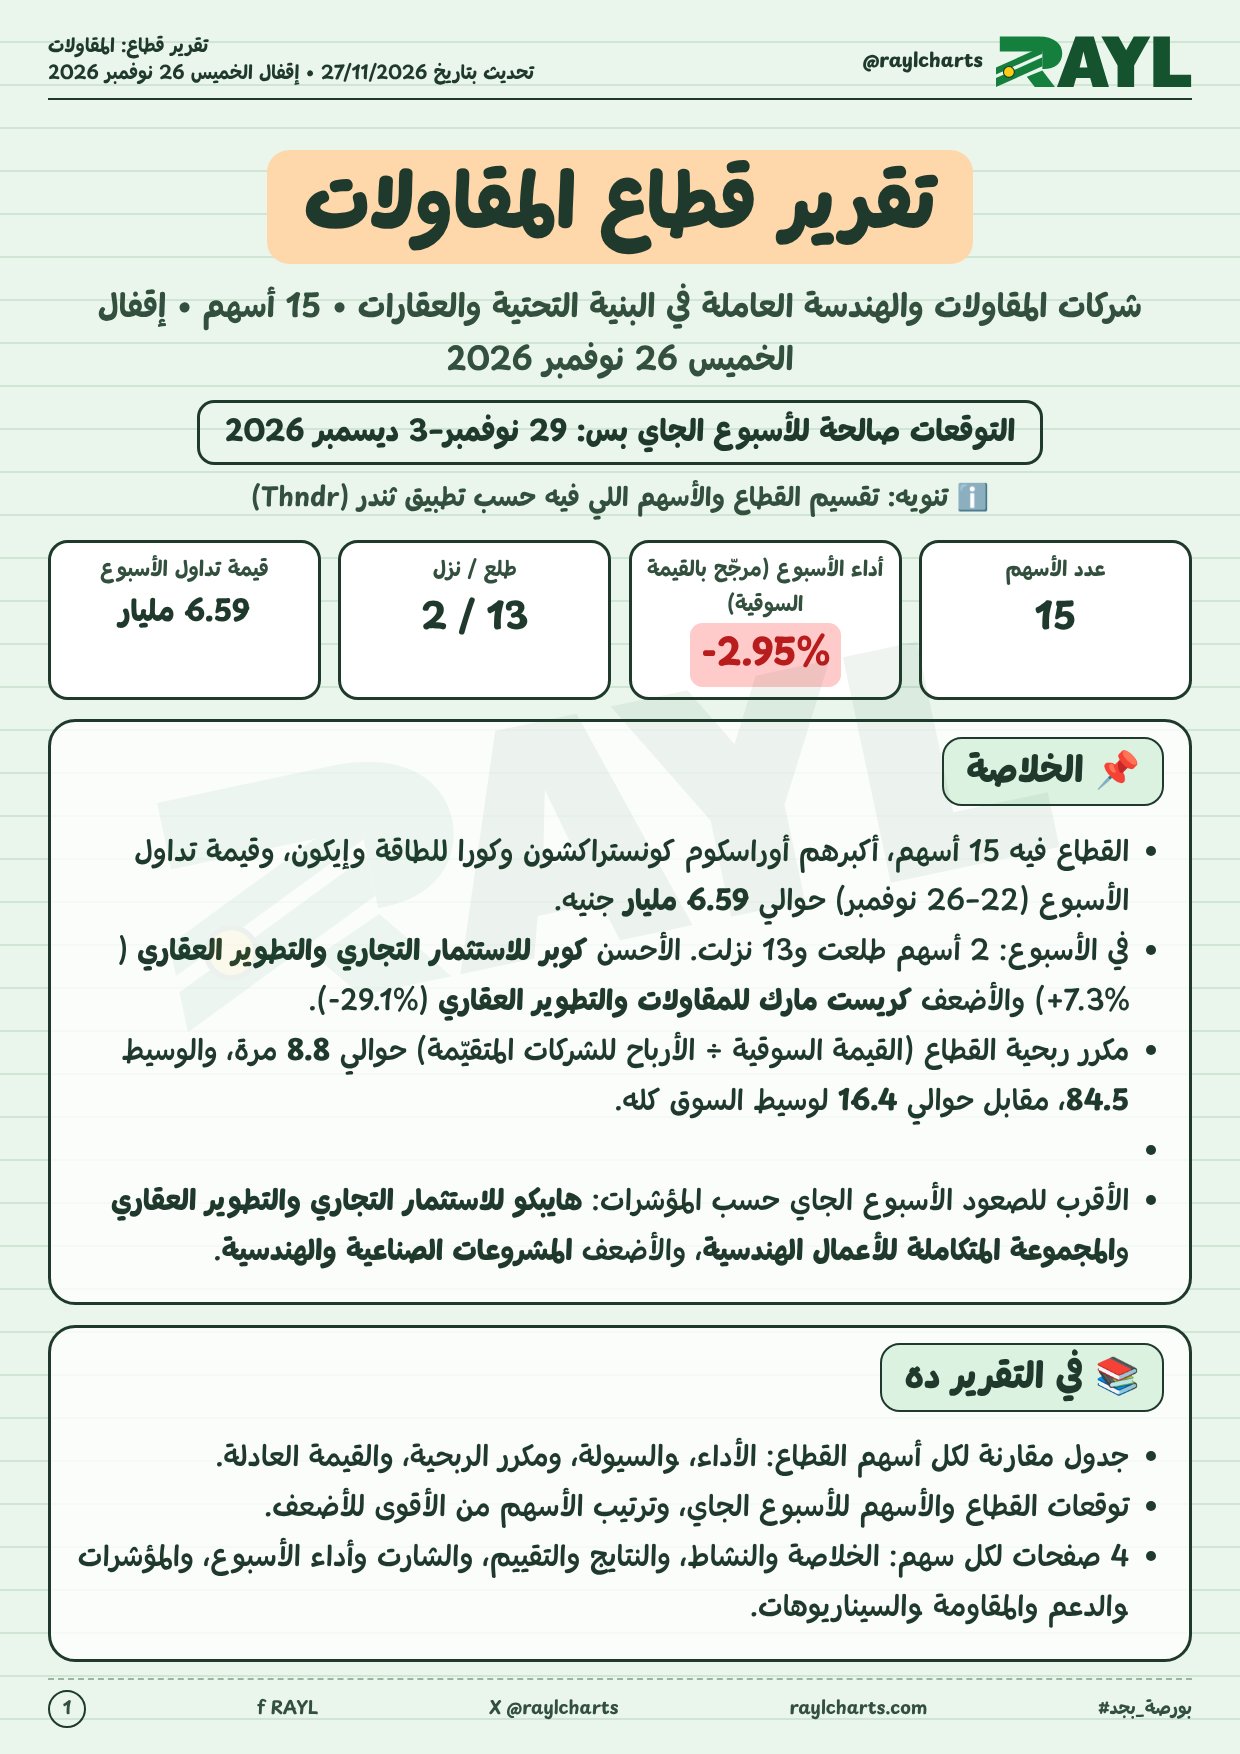 RAYL
@raylcharts
تقرير قطاع: المقاولات
تحديث بتاريخ 27/11/2026 • إقفال الخميس 26 نوفمبر 2026
تقرير قطاع المقاولات
شركات المقاولات والهندسة العاملة في البنية التحتية والعقارات • 15 أسهم • إقفال
الخميس 26 نوفمبر 2026
التوقعات صالحة للأسبوع الجاي بس: 29 نوفمبر–3 ديسمبر 2026
ℹ️ تنويه: تقسيم القطاع والأسهم اللي فيه حسب تطبيق ثندر (Thndr)
عدد الأسهم
15
أداء الأسبوع (مرجّح بالقيمة
السوقية)
-2.95%
طلع / نزل
2 / 13
قيمة تداول الأسبوع
6.59 مليار
RAYL
📌 الخلاصة
• القطاع فيه 15 أسهم، أكبرهم أوراسكوم كونستراكشون وكورا للطاقة وإيكون، وقيمة تداول
الأسبوع (22–26 نوفمبر) حوالي 6.59 مليار جنيه.
• في الأسبوع: 2 أسهم طلعت و13 نزلت. الأحسن كوبر للاستثمار التجاري والتطوير العقاري (
+7.3%) والأضعف كريست مارك للمقاولات والتطوير العقاري (-29.1%).
• مكرر ربحية القطاع (القيمة السوقية ÷ الأرباح للشركات المتقيّمة) حوالي 8.8 مرة، والوسيط
84.5، مقابل حوالي 16.4 لوسيط السوق كله.
•
• الأقرب للصعود الأسبوع الجاي حسب المؤشرات: هايبكو للاستثمار التجاري والتطوير العقاري
والمجموعة المتكاملة للأعمال الهندسية، والأضعف المشروعات الصناعية والهندسية.
📚 في التقرير دة
• جدول مقارنة لكل أسهم القطاع: الأداء، والسيولة، ومكرر الربحية، والقيمة العادلة.
• توقعات القطاع والأسهم للأسبوع الجاي، وترتيب الأسهم من الأقوى للأضعف.
• 4 صفحات لكل سهم: الخلاصة والنشاط، والنتايج والتقييم، والشارت وأداء الأسبوع، والمؤشرات
والدعم والمقاومة والسيناريوهات.
#بورصة_بجد
raylcharts.com
X @raylcharts
f RAYL
1